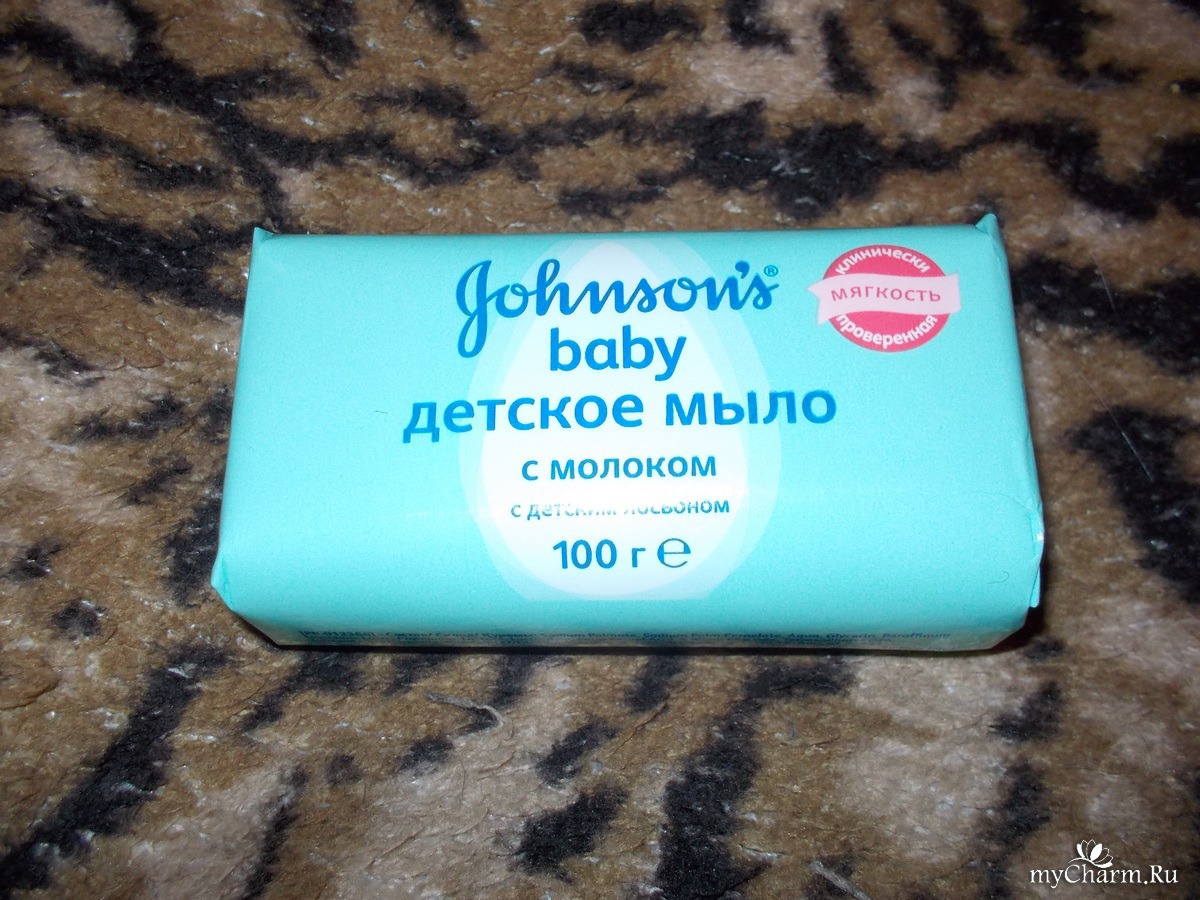 Johnson's®
baby
детское мыло
с молоком
с детским лосьоном
100 г ℮
клинически
мягкость
проверенная
myCharm.Ru